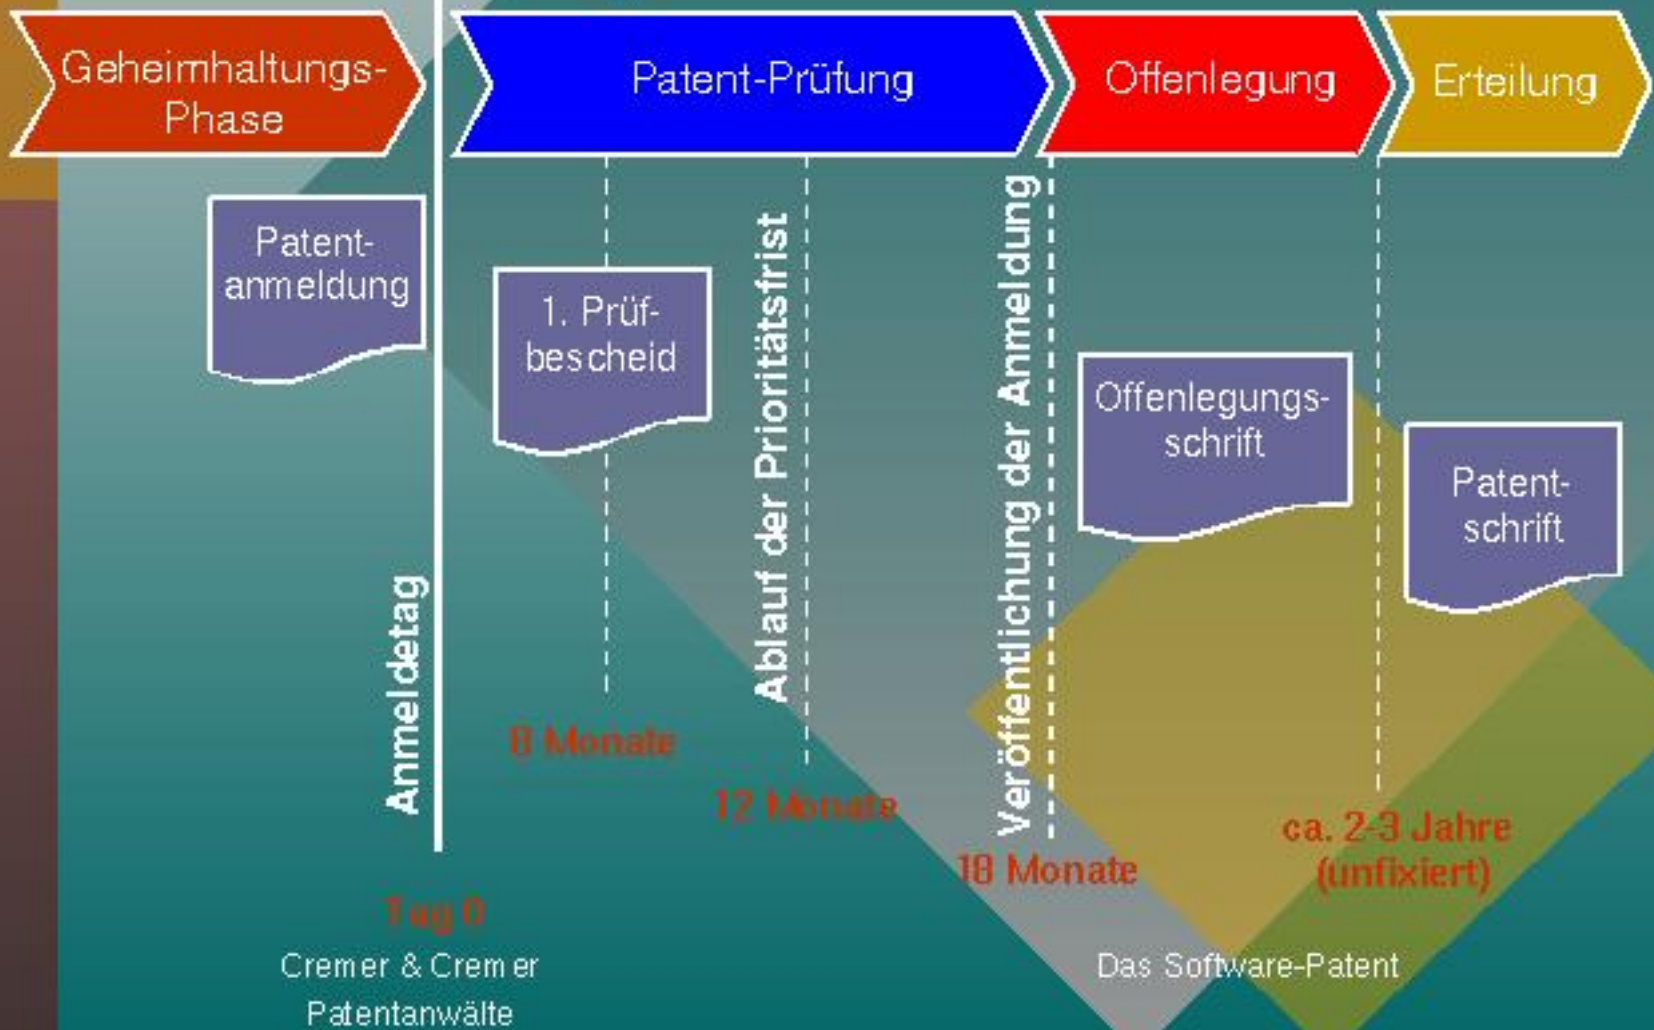 Geheimhaltungs-
Phase
Patent-Prüfung
Offenlegung
Erteilung
Patent-
anmeldung
1. Prüf-
bescheid
Offenlegungs-
schrift
Patent-
schrift
Anmeldetag
Ablauf der Prioritätsfrist
Veröffentlichung der Anmeldung
8 Monate
12 Monate
18 Monate
ca. 2-3 Jahre
(unfixiert)
Tag 0
Cremer & Cremer
Patentanwälte
Das Software-Patent